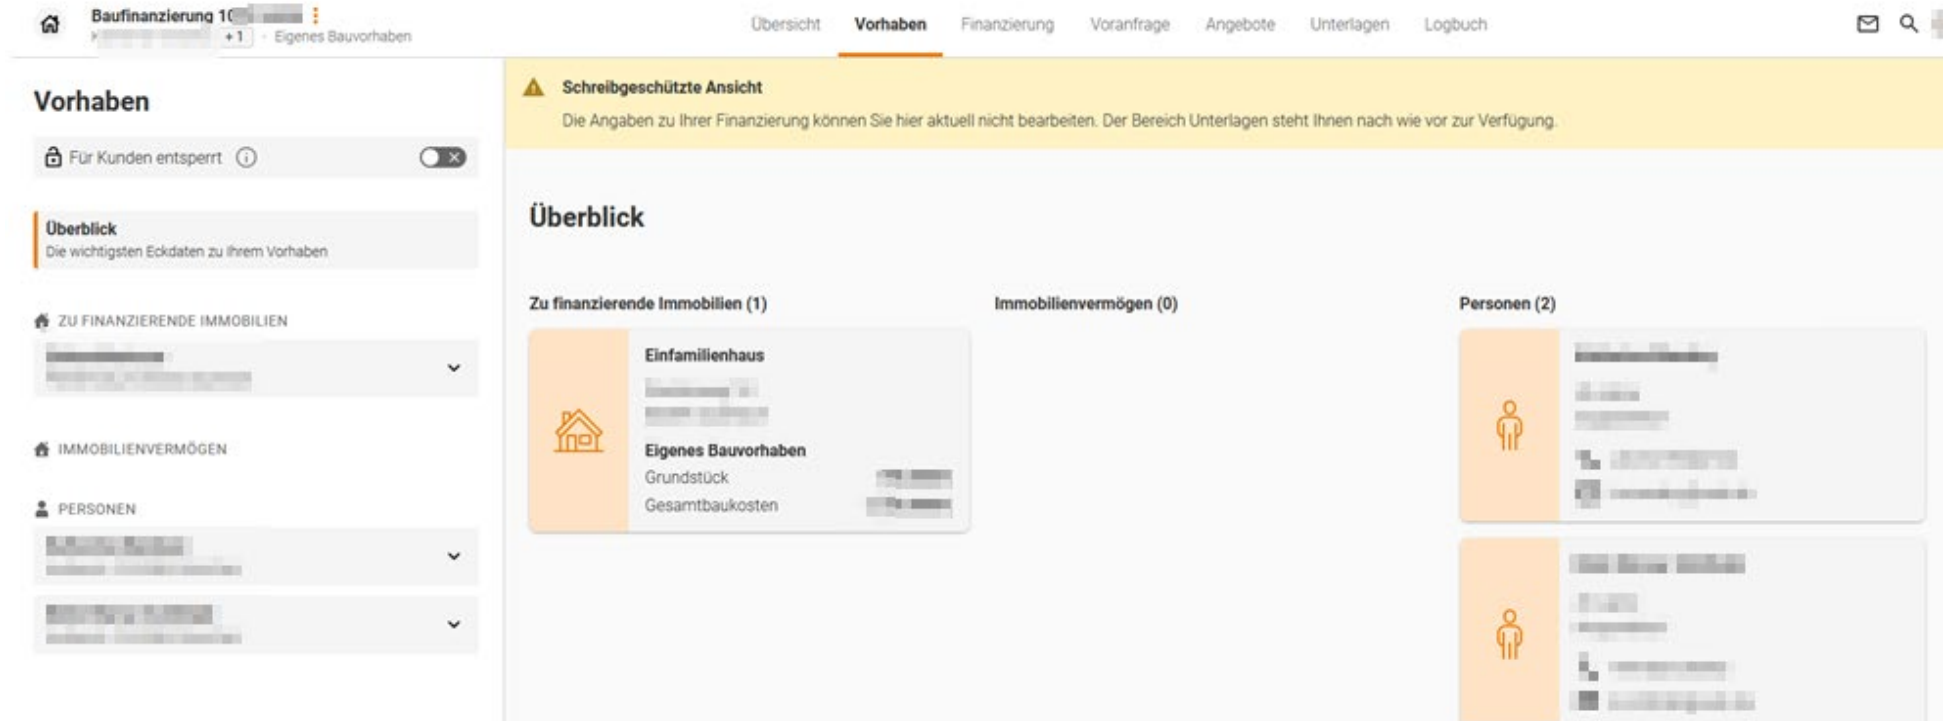 Baufinanzierung 10
+1 · Eigenes Bauvorhaben
Übersicht Vorhaben Finanzierung Voranfrage Angebote Unterlagen Logbuch
Vorhaben
Für Kunden entsperrt
Überblick
Die wichtigsten Eckdaten zu Ihrem Vorhaben
ZU FINANZIERENDE IMMOBILIEN
IMMOBILIENVERMÖGEN
PERSONEN
Schreibgeschützte Ansicht
Die Angaben zu Ihrer Finanzierung können Sie hier aktuell nicht bearbeiten. Der Bereich Unterlagen steht Ihnen nach wie vor zur Verfügung.
Überblick
Zu finanzierende Immobilien (1)
Einfamilienhaus
Eigenes Bauvorhaben
Grundstück
Gesamtbaukosten
Immobilienvermögen (0)
Personen (2)